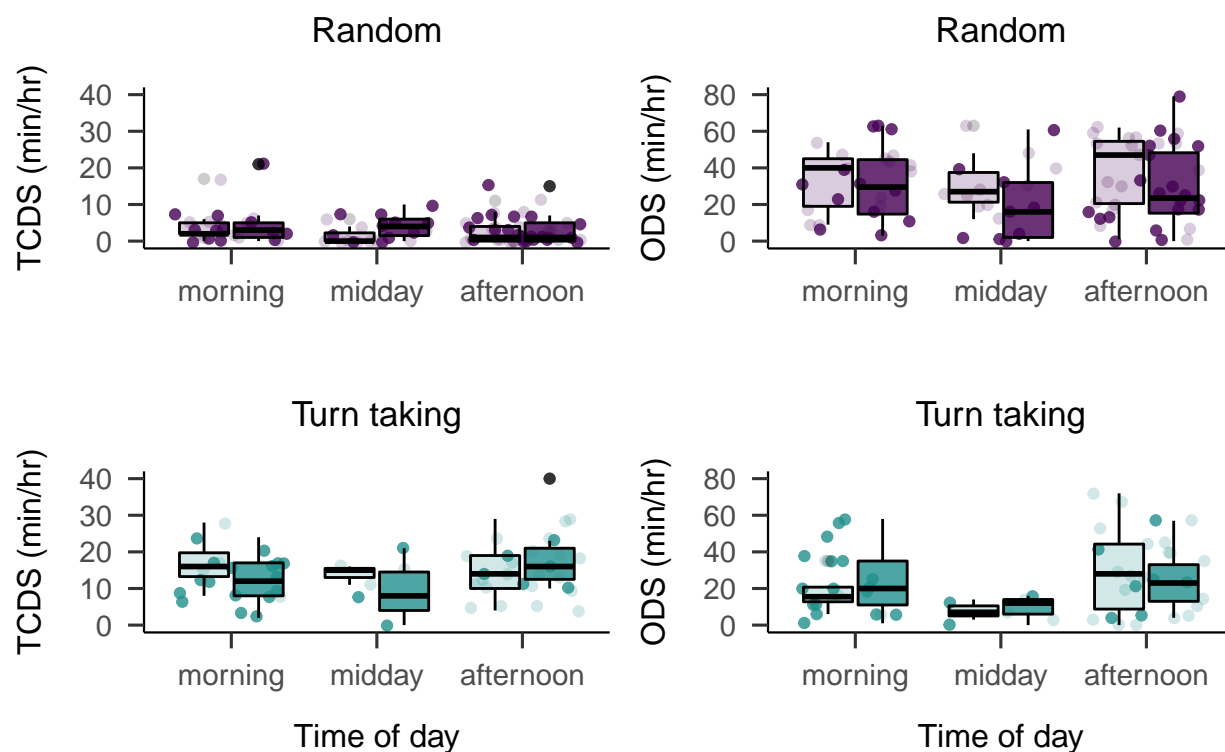 Random
TCDS (min/hr)
40
30
20
10
0
morning midday afternoon
Random
ODS (min/hr)
80
60
40
20
0
morning midday afternoon
Turn taking
TCDS (min/hr)
40
30
20
10
0
morning midday afternoon
Time of day
Turn taking
ODS (min/hr)
80
60
40
20
0
morning midday afternoon
Time of day